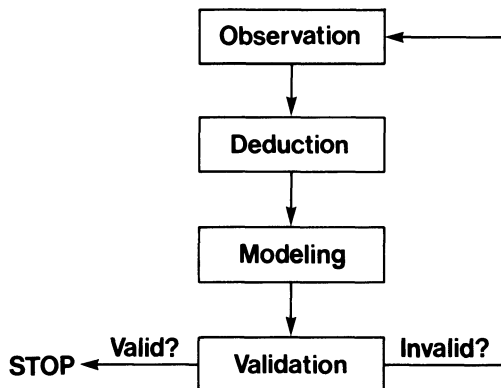 Observation
Deduction
Modeling
Valid?
Invalid?
STOP
Validation